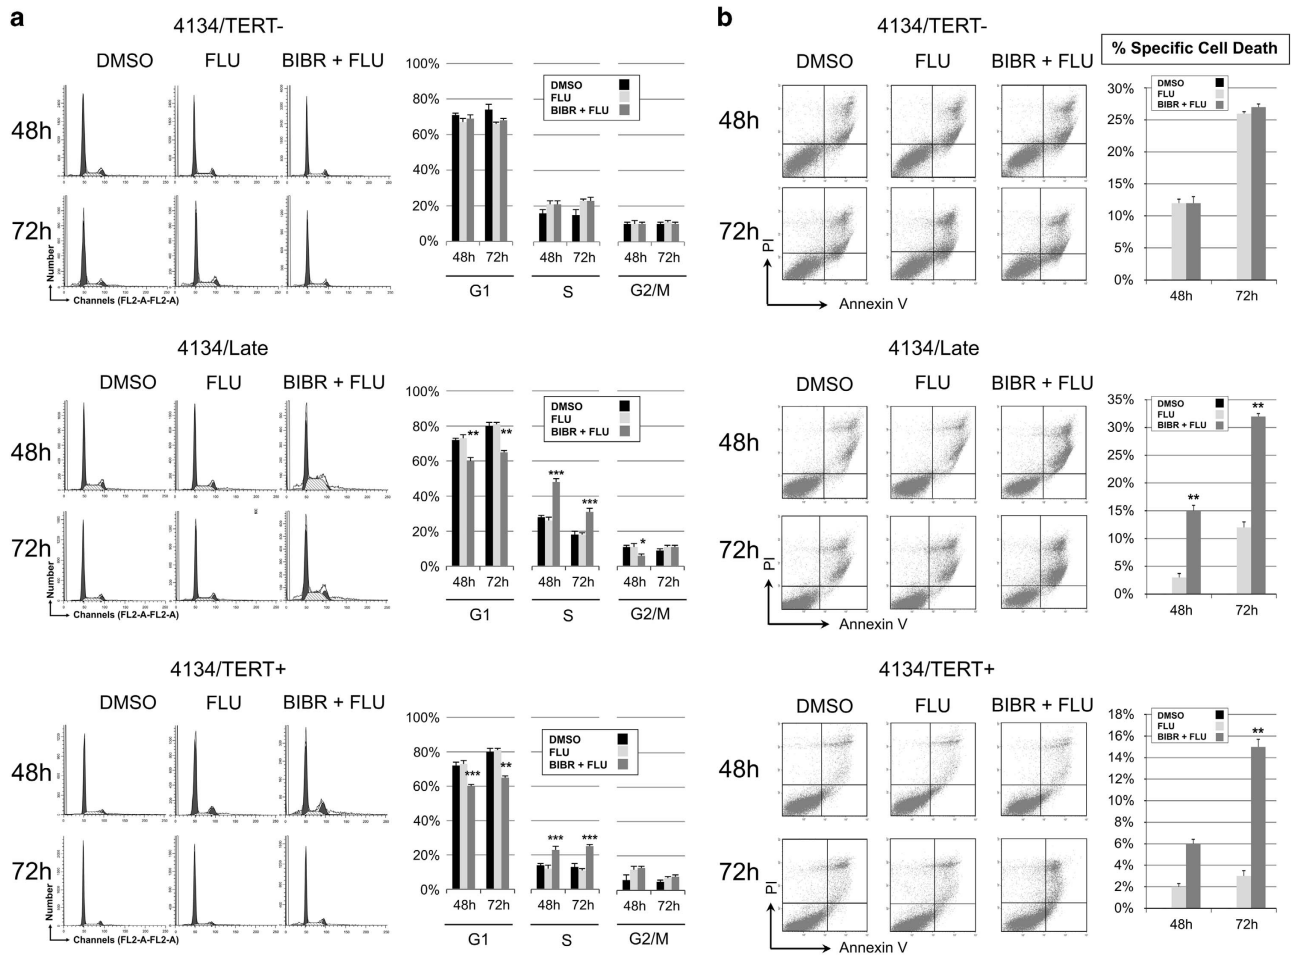 a
4134/TERT-
DMSO
FLU
BIBR + FLU
48h
72h
Number
Channels (FL2-A-FL2-A)
100%
80%
60%
40%
20%
0%
DMSO
FLU
BIBR + FLU
48h 72h 48h 72h 48h 72h
G1 S G2/M
4134/Late
DMSO
FLU
BIBR + FLU
48h
72h
Number
Channels (FL2-A-FL2-A)
100%
80%
60%
40%
20%
0%
DMSO
FLU
BIBR + FLU
** ** *** *** *
48h 72h 48h 72h 48h 72h
G1 S G2/M
4134/TERT+
DMSO
FLU
BIBR + FLU
48h
72h
Number
Channels (FL2-A-FL2-A)
100%
80%
60%
40%
20%
0%
DMSO
FLU
BIBR + FLU
*** ** *** ***
48h 72h 48h 72h 48h 72h
G1 S G2/M
b
4134/TERT-
DMSO
FLU
BIBR + FLU
48h
72h
PI
Annexin V
% Specific Cell Death
30%
25%
20%
15%
10%
5%
0%
DMSO
FLU
BIBR + FLU
48h 72h
4134/Late
DMSO
FLU
BIBR + FLU
48h
72h
PI
Annexin V
35%
30%
25%
20%
15%
10%
5%
0%
DMSO
FLU
BIBR + FLU
** **
48h 72h
4134/TERT+
DMSO
FLU
BIBR + FLU
48h
72h
PI
Annexin V
18%
16%
14%
12%
10%
8%
6%
4%
2%
0%
DMSO
FLU
BIBR + FLU
**
48h 72h